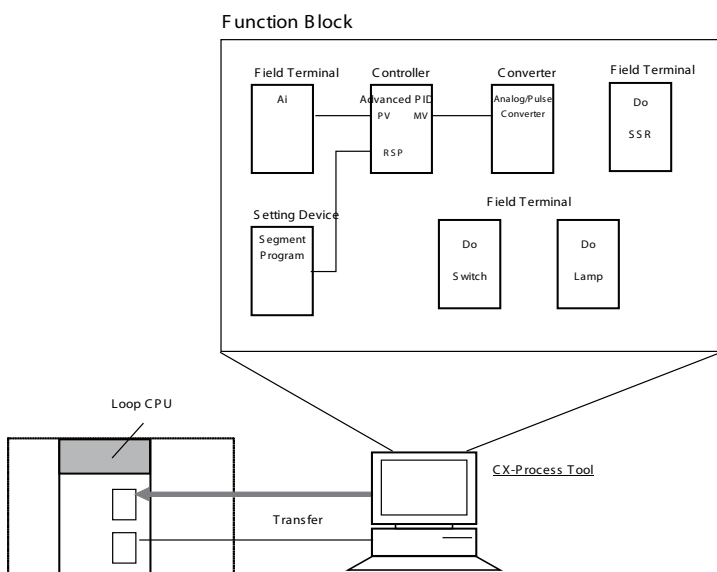 Function Block
Field Terminal
Controller
Converter
Field Terminal
Ai
Advanced PID
PV MV
RSP
Analog/Pulse
Converter
Do
SSR
Setting Device
Segment
Program
Field Terminal
Do
Switch
Do
Lamp
Loop CPU
CX-Process Tool
Transfer